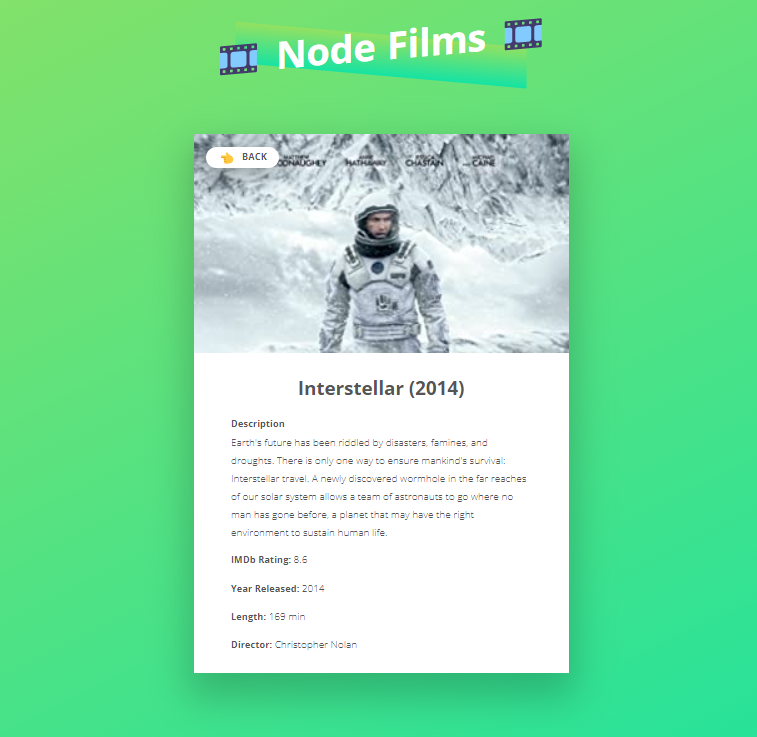 Node Films
BACK
HATHAWAY
CHASTAIN
CAINE
Interstellar (2014)
Description
Earth's future has been riddled by disasters, famines, and
droughts. There is only one way to ensure mankind's survival:
Interstellar travel. A newly discovered wormhole in the far reaches
of our solar system allows a team of astronauts to go where no
man has gone before, a planet that may have the right
environment to sustain human life.
IMDb Rating: 8.6
Year Released: 2014
Length: 169 min
Director: Christopher Nolan